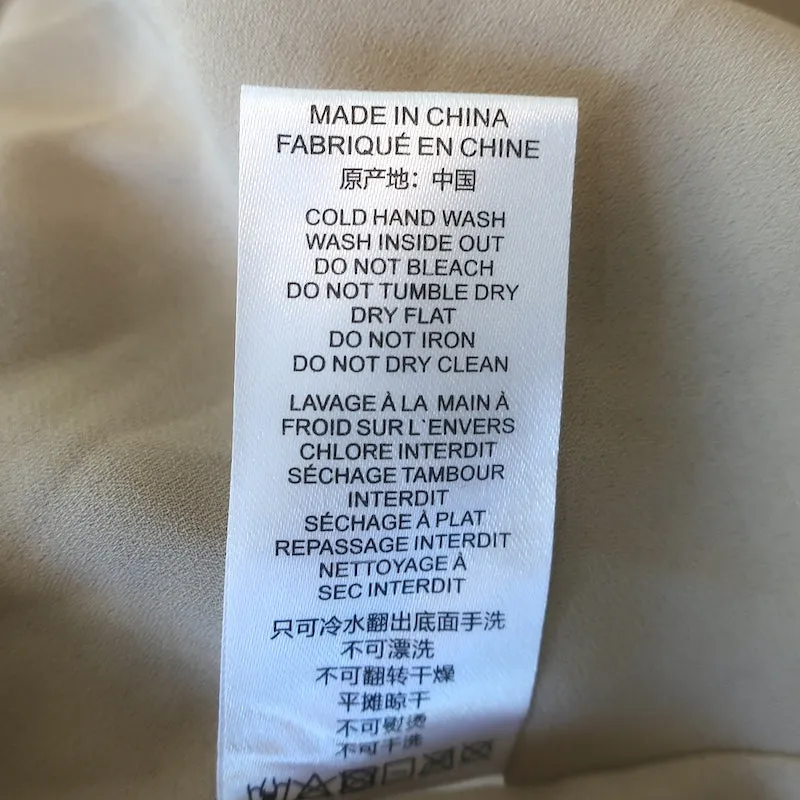 MADE IN CHINA
FABRIQUÉ EN CHINE
原产地：中国
COLD HAND WASH
WASH INSIDE OUT
DO NOT BLEACH
DO NOT TUMBLE DRY
DRY FLAT
DO NOT IRON
DO NOT DRY CLEAN
LAVAGE À LA MAIN À
FROID SUR L`ENVERS
CHLORE INTERDIT
SÉCHAGE TAMBOUR
INTERDIT
SÉCHAGE À PLAT
REPASSAGE INTERDIT
NETTOYAGE À
SEC INTERDIT
只可冷水翻出底面手洗
不可漂洗
不可翻转干燥
平摊晾干
不可熨烫
不可干洗